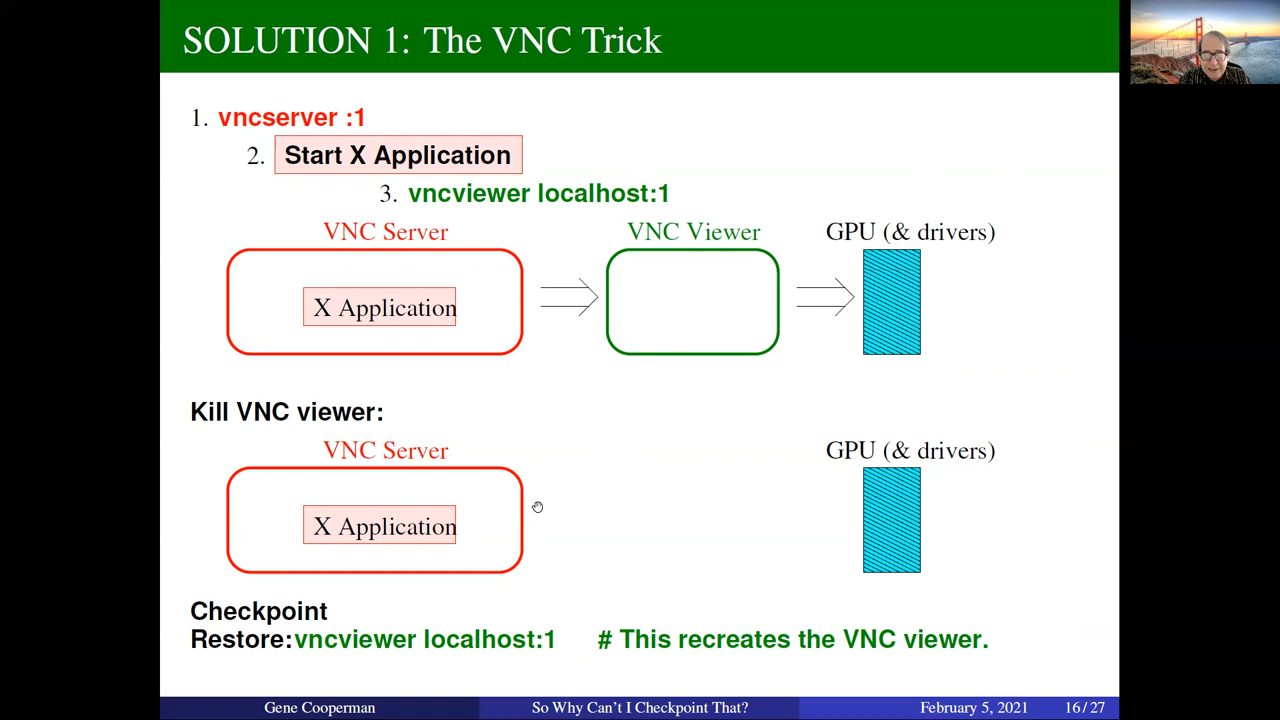 SOLUTION 1: The VNC Trick
1. vncserver :1
2. Start X Application
3. vncviewer localhost:1
VNC Server VNC Viewer GPU (& drivers)
X Application
Kill VNC viewer:
VNC Server GPU (& drivers)
X Application
Checkpoint
Restore:vncviewer localhost:1 # This recreates the VNC viewer.
Gene Cooperman So Why Can't I Checkpoint That? February 5, 2021 16/27